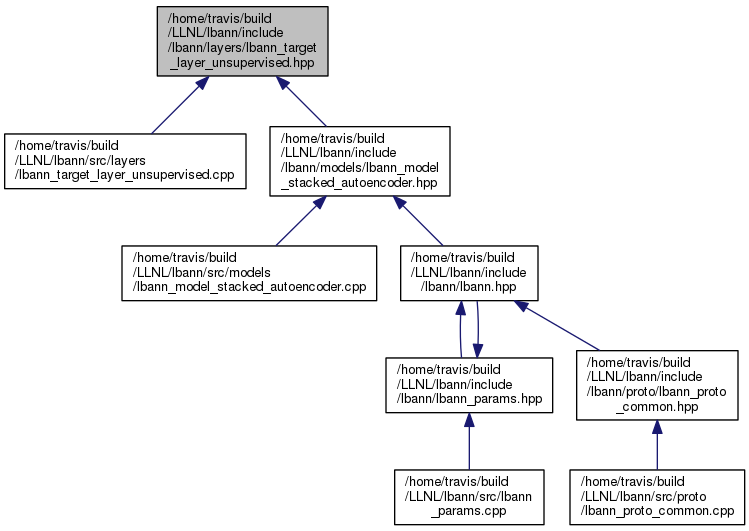 /home/travis/build
/LLNL/lbann/include
/lbann/layers/lbann_target
_layer_unsupervised.hpp
/home/travis/build
/LLNL/lbann/src/layers
/lbann_target_layer_unsupervised.cpp
/home/travis/build
/LLNL/lbann/include
/lbann/models/lbann_model
_stacked_autoencoder.hpp
/home/travis/build
/LLNL/lbann/src/models
/lbann_model_stacked_autoencoder.cpp
/home/travis/build
/LLNL/lbann/include
/lbann/lbann.hpp
/home/travis/build
/LLNL/lbann/include
/lbann/lbann_params.hpp
/home/travis/build
/LLNL/lbann/include
/lbann/proto/lbann_proto
_common.hpp
/home/travis/build
/LLNL/lbann/src/lbann
_params.cpp
/home/travis/build
/LLNL/lbann/src/proto
/lbann_proto_common.cpp